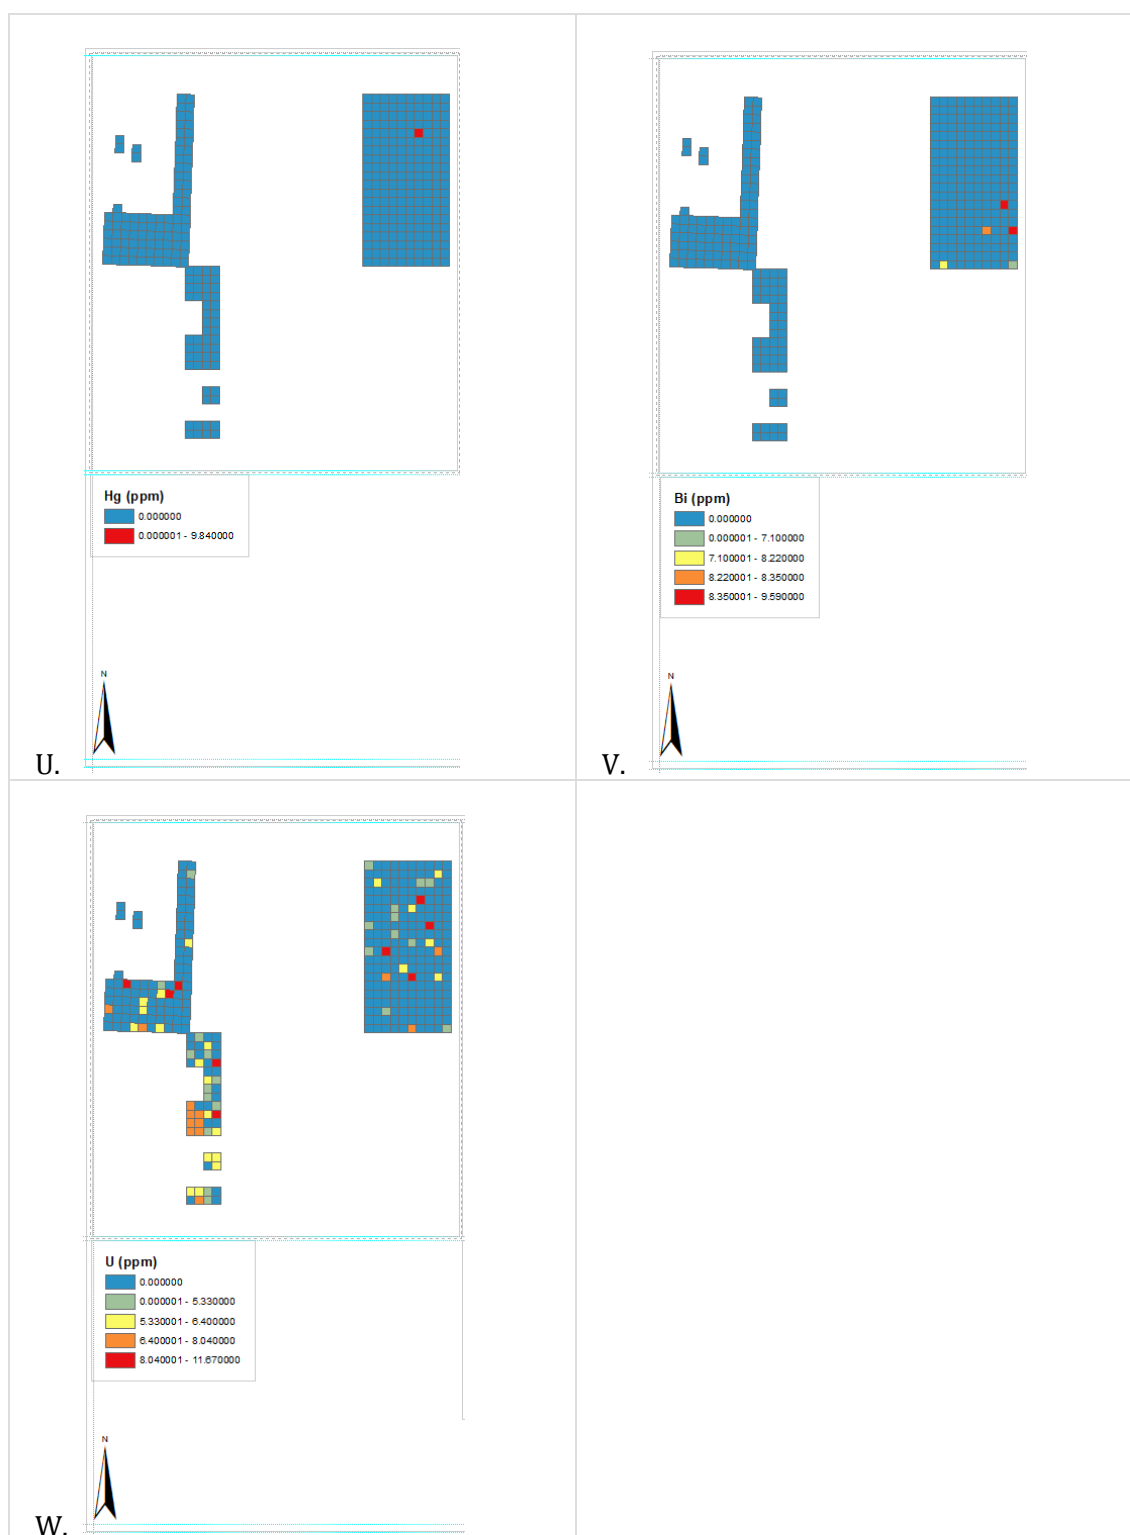 Hg (ppm)
0.000000
0.000001 - 9.840000
N
U.
Bi (ppm)
0.000000
0.000001 - 7.100000
7.100001 - 8.220000
8.220001 - 8.350000
8.350001 - 9.590000
N
V.
U (ppm)
0.000000
0.000001 - 5.330000
5.330001 - 6.400000
6.400001 - 8.040000
8.040001 - 11.670000
N
W.